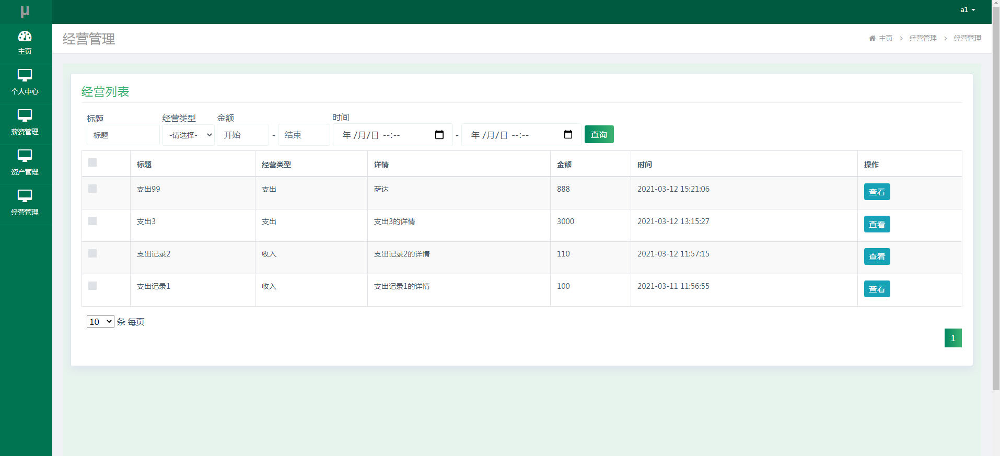 μ
a1
主页
个人中心
薪资管理
资产管理
经营管理
经营管理
主页 > 经营管理 > 经营管理
经营列表
标题 经营类型 金额 时间
标题 -请选择- 开始 - 结束 年 /月/日 --:-- - 年 /月/日 --:-- 查询
标题 经营类型 详情 金额 时间 操作
支出99 支出 萨达 888 2021-03-12 15:21:06 查看
支出3 支出 支出3的详情 3000 2021-03-12 13:15:27 查看
支出记录2 收入 支出记录2的详情 110 2021-03-12 11:57:15 查看
支出记录1 收入 支出记录1的详情 100 2021-03-11 11:56:55 查看
10 条 每页
1